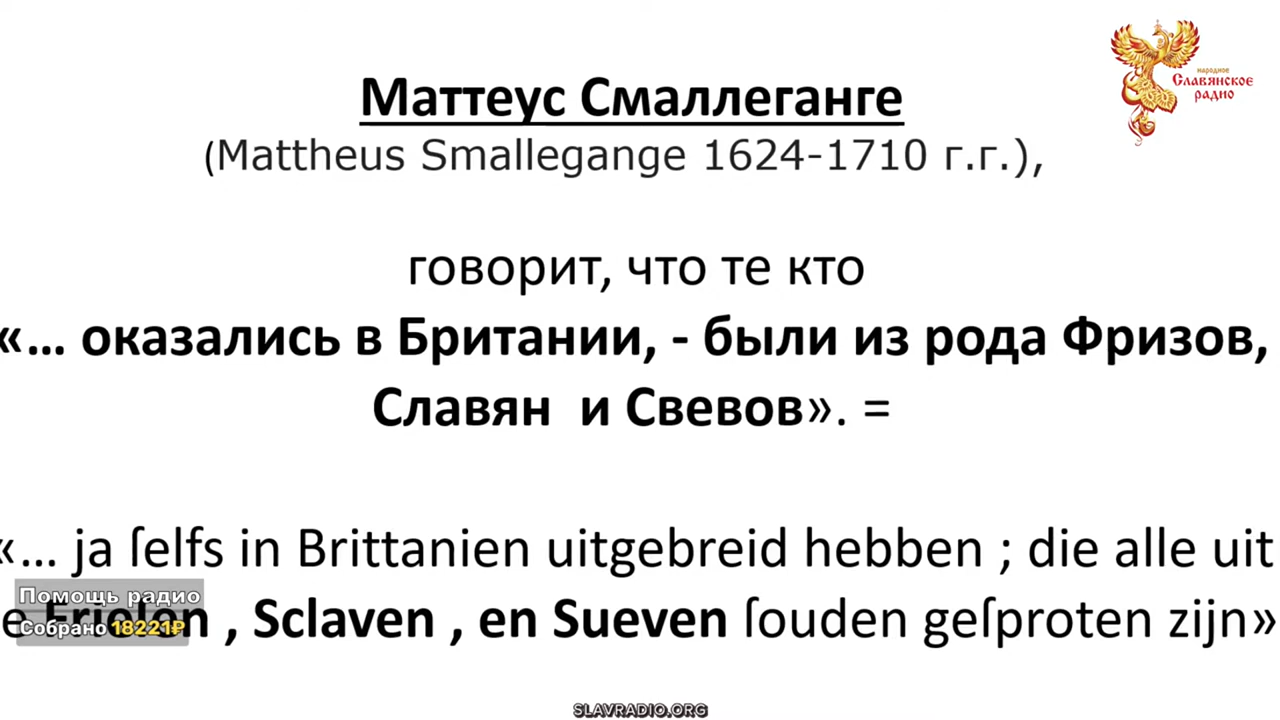 народное
Славянское
радио
Маттеус Смаллеганге
(Mattheus Smallegange 1624-1710 г.г.),
говорит, что те кто
«… оказались в Британии, - были из рода Фризов,
Славян и Свевов». =
«… ja ſelfs in Brittanien uitgebreid hebben ; die alle uit
, Sclaven , en Sueven ſouden geſproten zijn»
Помощь радио
Собрано 18221₽
SLAVRADIO.ORG